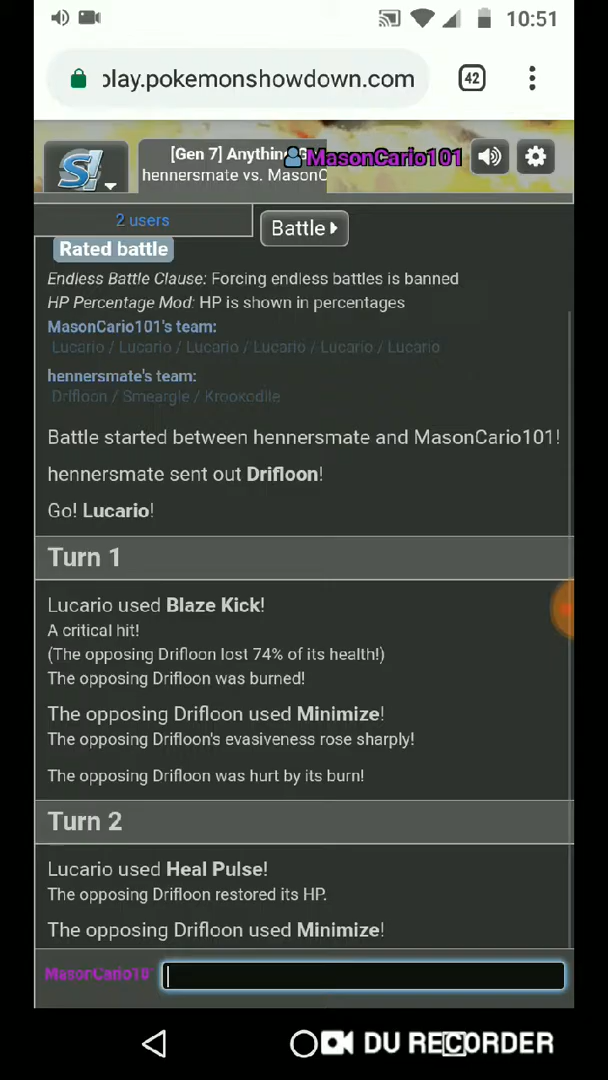 10:51
play.pokemonshowdown.com
42
[Gen 7] Anything G
MasonCario101
hennersmate vs. MasonC
2 users
Battle
Rated battle
Endless Battle Clause: Forcing endless battles is banned
HP Percentage Mod: HP is shown in percentages
MasonCario101's team:
Lucario / Lucario / Lucario / Lucario / Lucario / Lucario
hennersmate's team:
Drifloon / Smeargle / Krookodile
Battle started between hennersmate and MasonCario101!
hennersmate sent out Drifloon!
Go! Lucario!
Turn 1
Lucario used Blaze Kick!
A critical hit!
(The opposing Drifloon lost 74% of its health!)
The opposing Drifloon was burned!
The opposing Drifloon used Minimize!
The opposing Drifloon's evasiveness rose sharply!
The opposing Drifloon was hurt by its burn!
Turn 2
Lucario used Heal Pulse!
The opposing Drifloon restored its HP.
The opposing Drifloon used Minimize!
MasonCario10
DU RECORDER